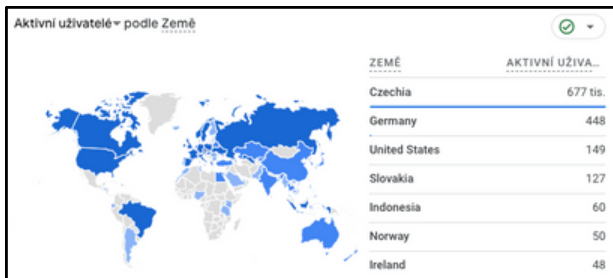 Aktivní uživatelé podle Země
ZEMĚ AKTIVNÍ UŽIVA...
Czechia 677 tis.
Germany 448
United States 149
Slovakia 127
Indonesia 60
Norway 50
Ireland 48